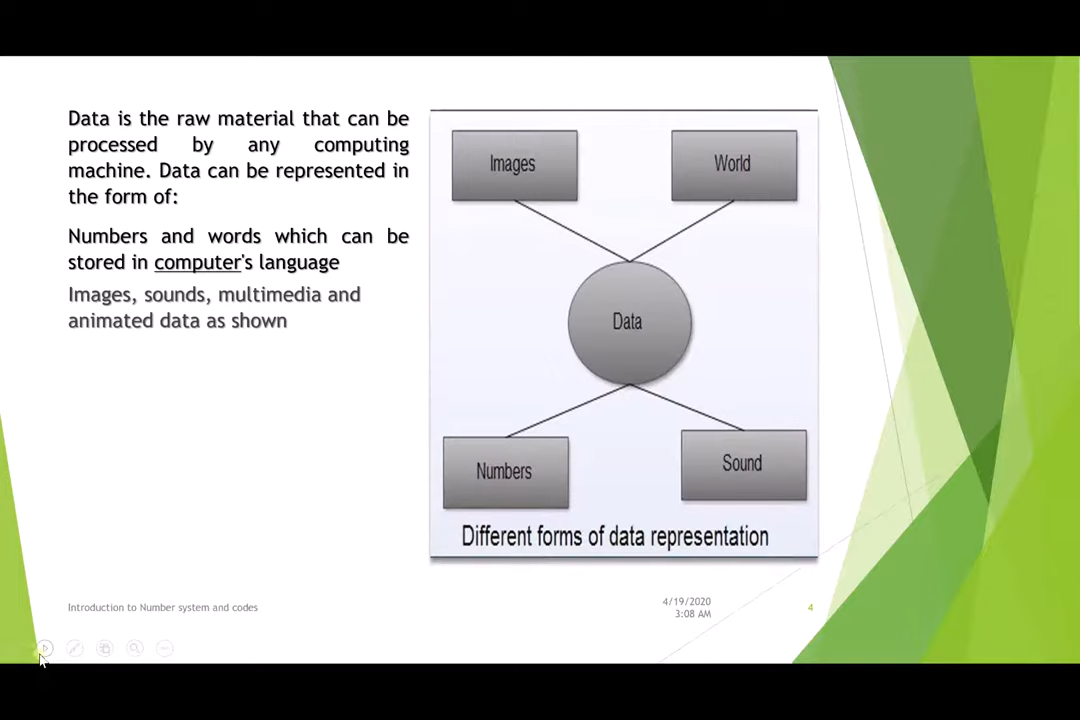 Data is the raw material that can be
processed by any computing
machine. Data can be represented in
the form of:
Numbers and words which can be
stored in computer's language
Images, sounds, multimedia and
animated data as shown
Images
World
Data
Numbers
Sound
Different forms of data representation
Introduction to Number system and codes
4/19/2020
3:08 AM
4